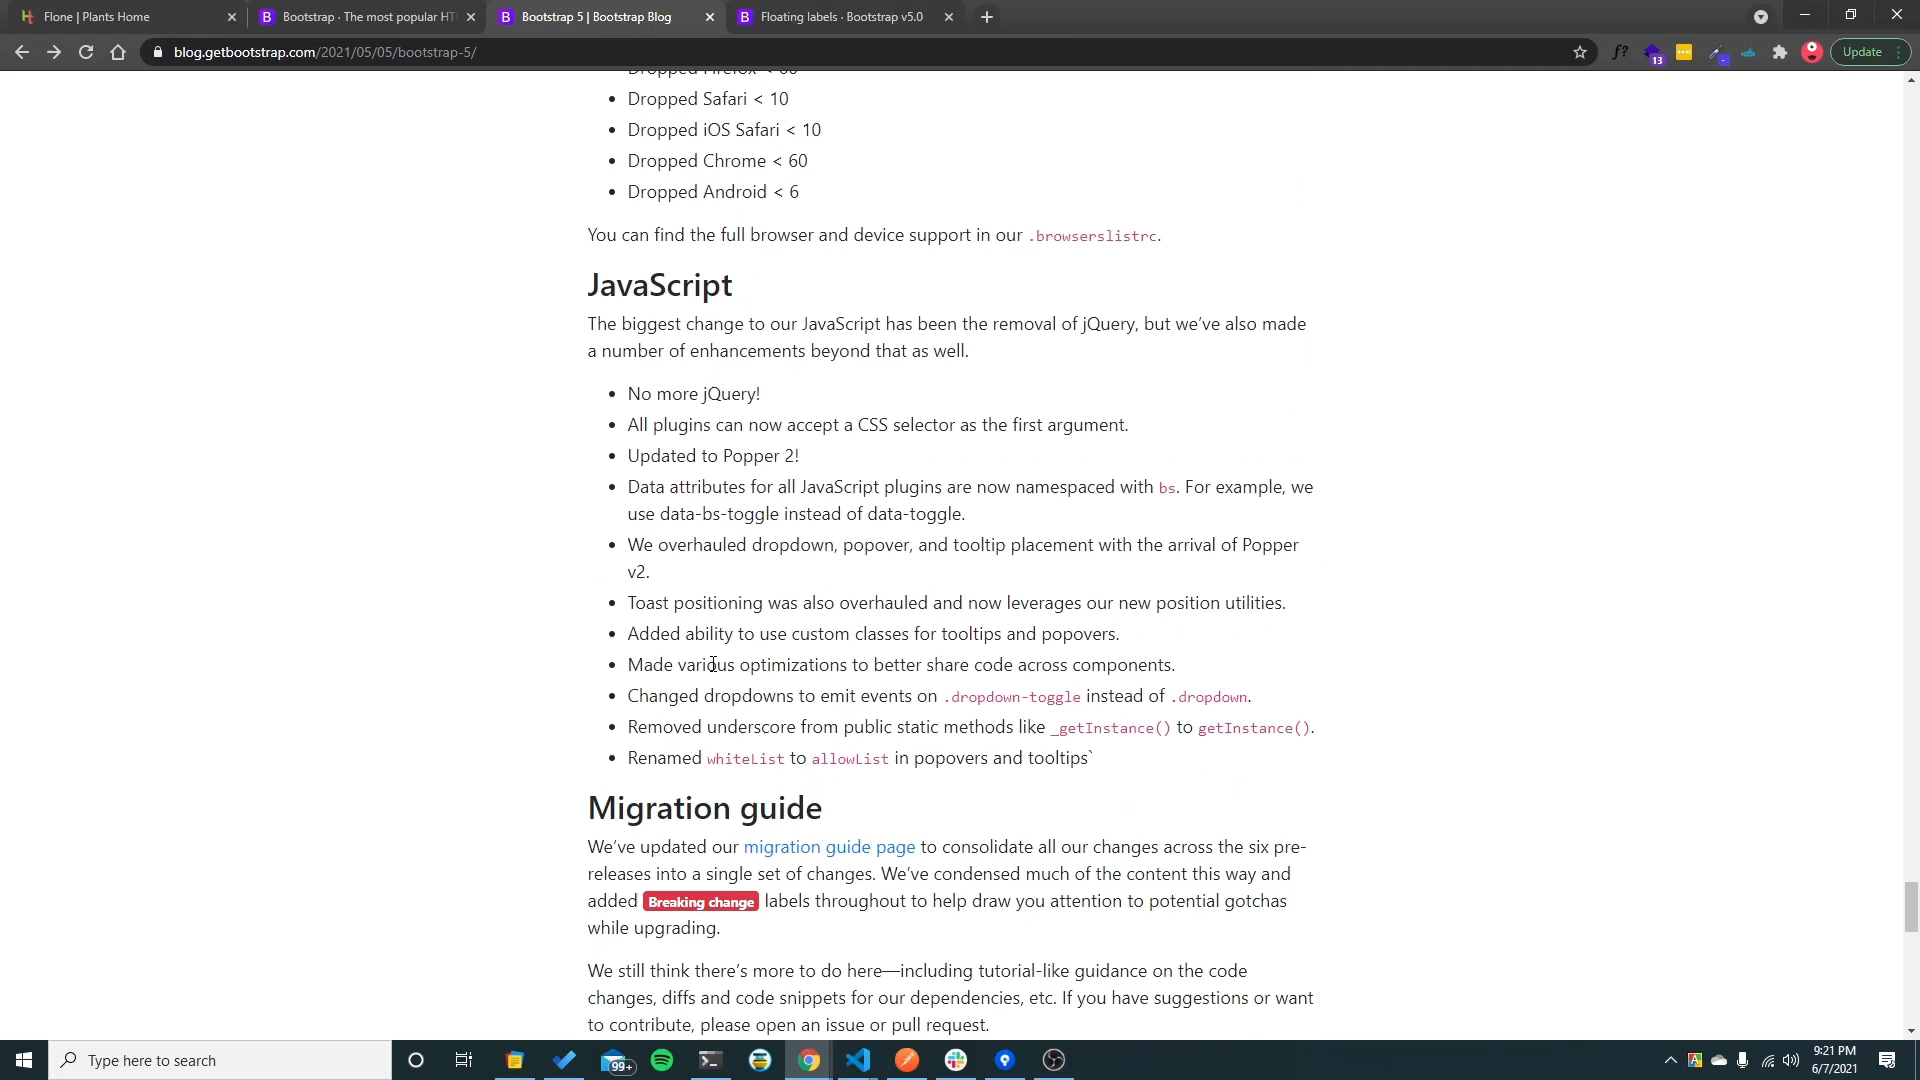 Flone | Plants Home
Bootstrap · The most popular HT
Bootstrap 5 | Bootstrap Blog
Floating labels · Bootstrap v5.0
blog.getbootstrap.com/2021/05/05/bootstrap-5/
f?
13
Update
Dropped Firefox < 60
Dropped Safari < 10
Dropped iOS Safari < 10
Dropped Chrome < 60
Dropped Android < 6
You can find the full browser and device support in our .browserslistrc.
JavaScript
The biggest change to our JavaScript has been the removal of jQuery, but we’ve also made
a number of enhancements beyond that as well.
No more jQuery!
All plugins can now accept a CSS selector as the first argument.
Updated to Popper 2!
Data attributes for all JavaScript plugins are now namespaced with bs. For example, we
use data-bs-toggle instead of data-toggle.
We overhauled dropdown, popover, and tooltip placement with the arrival of Popper
v2.
Toast positioning was also overhauled and now leverages our new position utilities.
Added ability to use custom classes for tooltips and popovers.
Made various optimizations to better share code across components.
Changed dropdowns to emit events on .dropdown-toggle instead of .dropdown.
Removed underscore from public static methods like _getInstance() to getInstance().
Renamed whiteList to allowList in popovers and tooltips`
Migration guide
We’ve updated our migration guide page to consolidate all our changes across the six pre-
releases into a single set of changes. We’ve condensed much of the content this way and
added Breaking change labels throughout to help draw you attention to potential gotchas
while upgrading.
We still think there’s more to do here—including tutorial-like guidance on the code
changes, diffs and code snippets for our dependencies, etc. If you have suggestions or want
to contribute, please open an issue or pull request.
Type here to search
99+
9:21 PM
6/7/2021